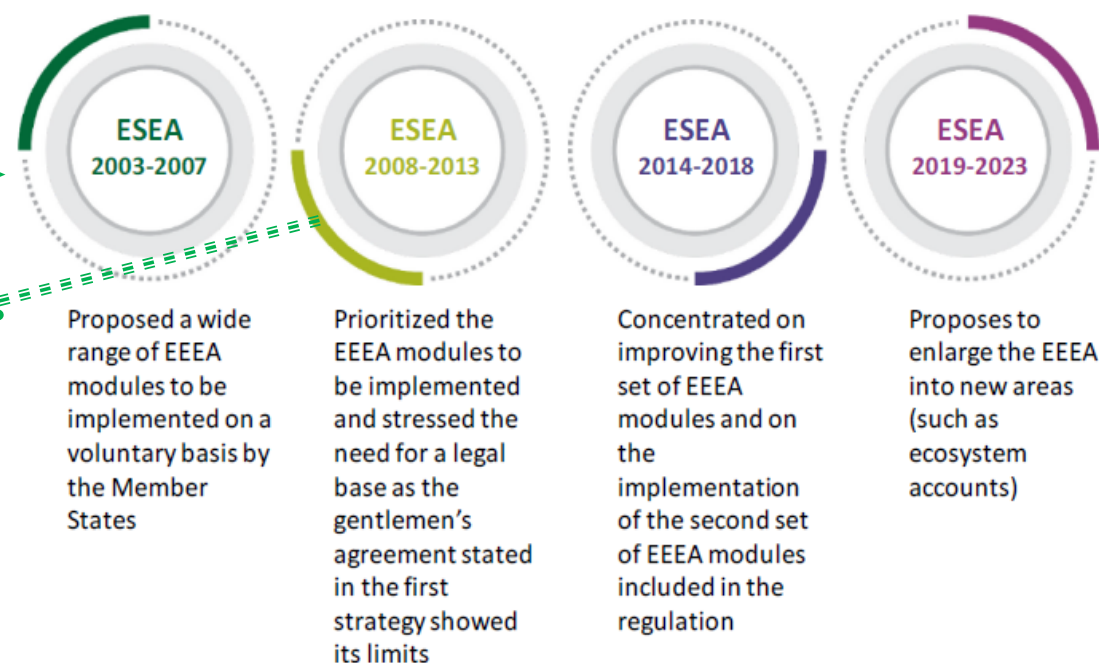 ESEA
2003-2007
ESEA
2008-2013
ESEA
2014-2018
ESEA
2019-2023
Proposed a wide
range of EEEA
modules to be
implemented on a
voluntary basis by
the Member
States
Prioritized the
EEEA modules to
be implemented
and stressed the
need for a legal
base as the
gentlemen’s
agreement stated
in the first
strategy showed
its limits
Concentrated on
improving the first
set of EEEA
modules and on
the
implementation
of the second set
of EEEA modules
included in the
regulation
Proposes to
enlarge the EEEA
into new areas
(such as
ecosystem
accounts)